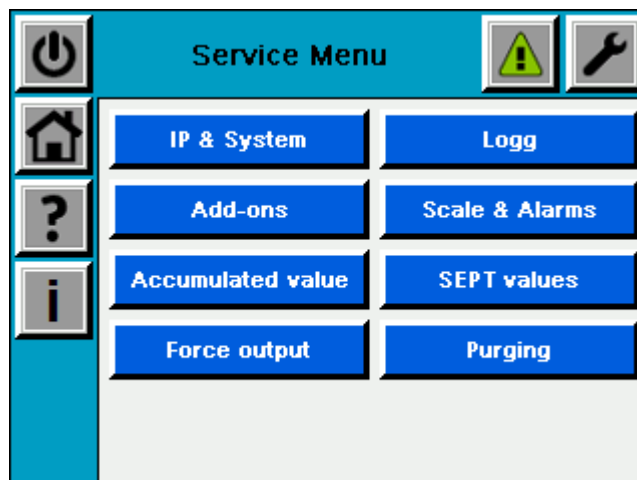 Service Menu
?
i
IP & System
Logg
Add-ons
Scale & Alarms
Accumulated value
SEPT values
Force output
Purging